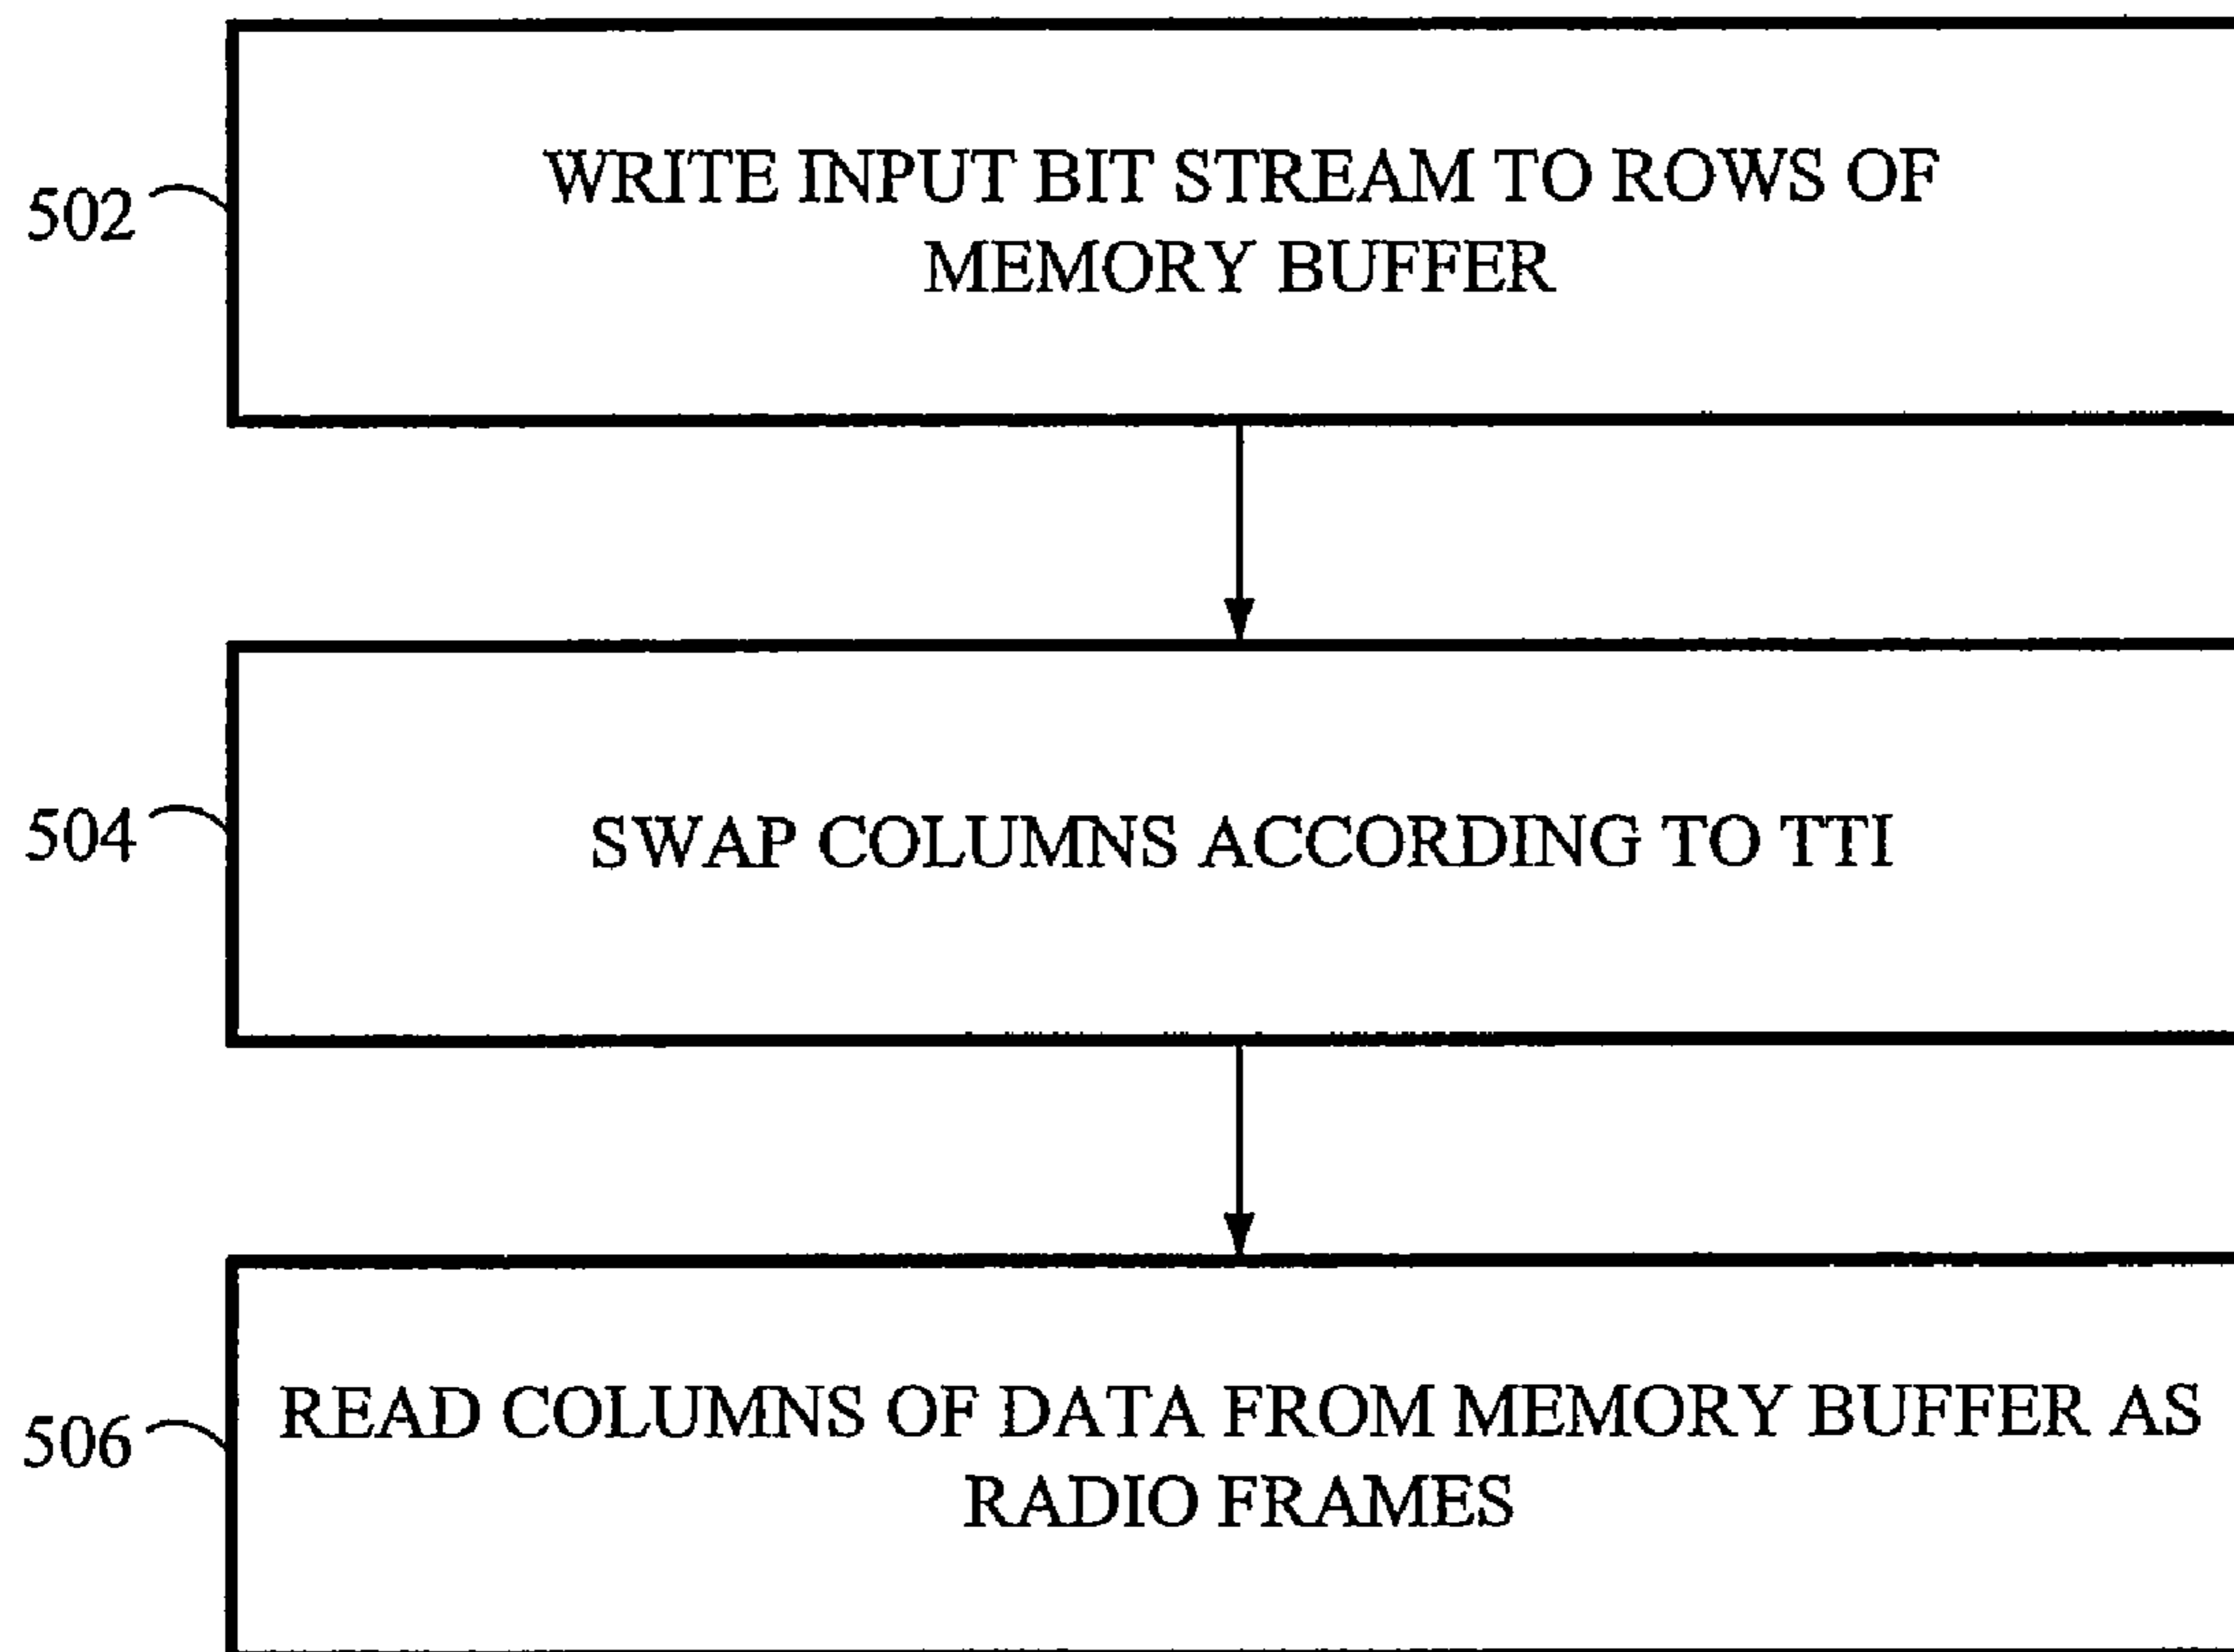 WRITE INPUT BIT STREAM TO ROWS OF
MEMORY BUFFER
502
SWAP COLUMNS ACCORDING TO TTI
504
READ COLUMNS OF DATA FROM MEMORY BUFFER AS
RADIO FRAMES
506